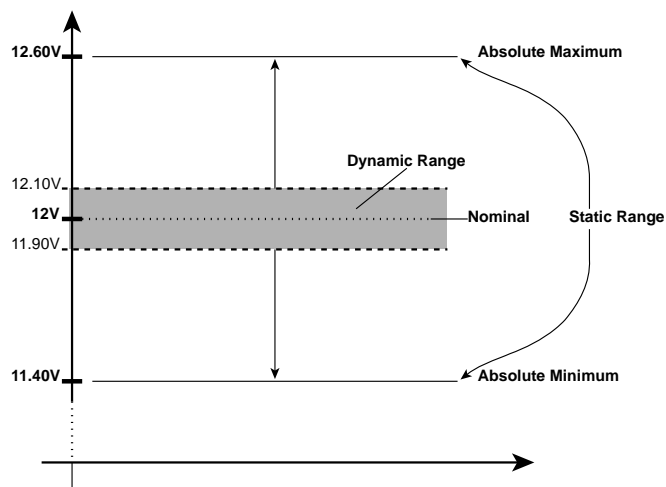 12.60V
Absolute Maximum
Dynamic Range
12.10V
12V
Nominal
Static Range
11.90V
11.40V
Absolute Minimum